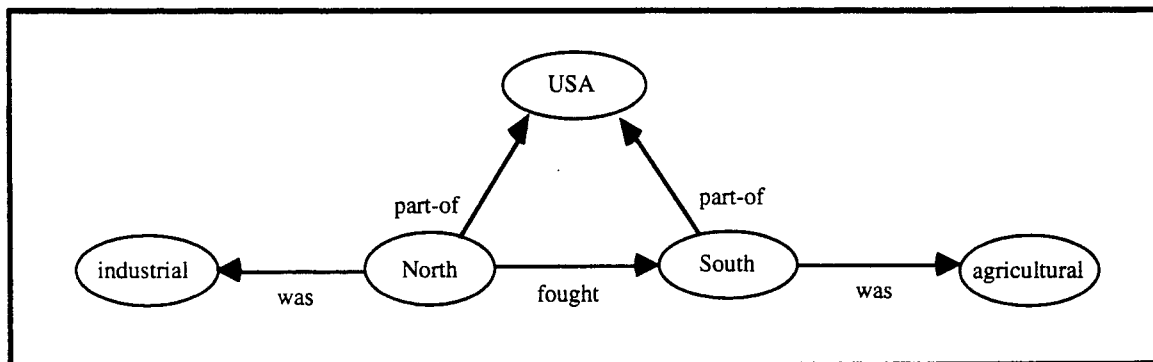 USA
part-of
part-of
industrial
North
South
agricultural
was
fought
was